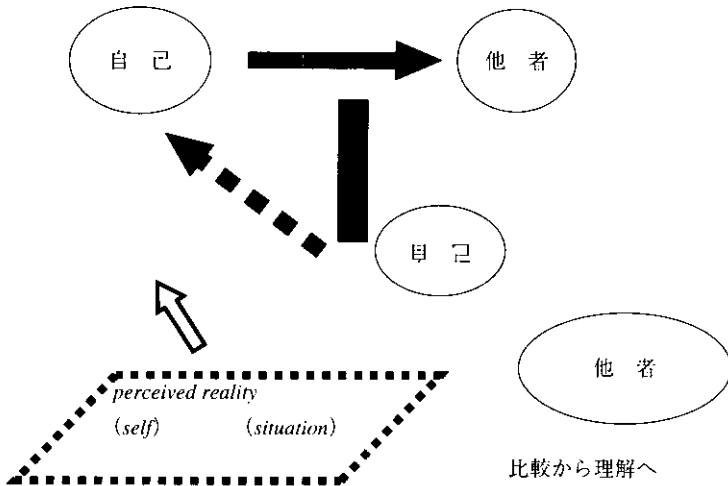 自 己
他 者
自 己
他 者
perceived reality
(self) (situation)
比較から理解へ